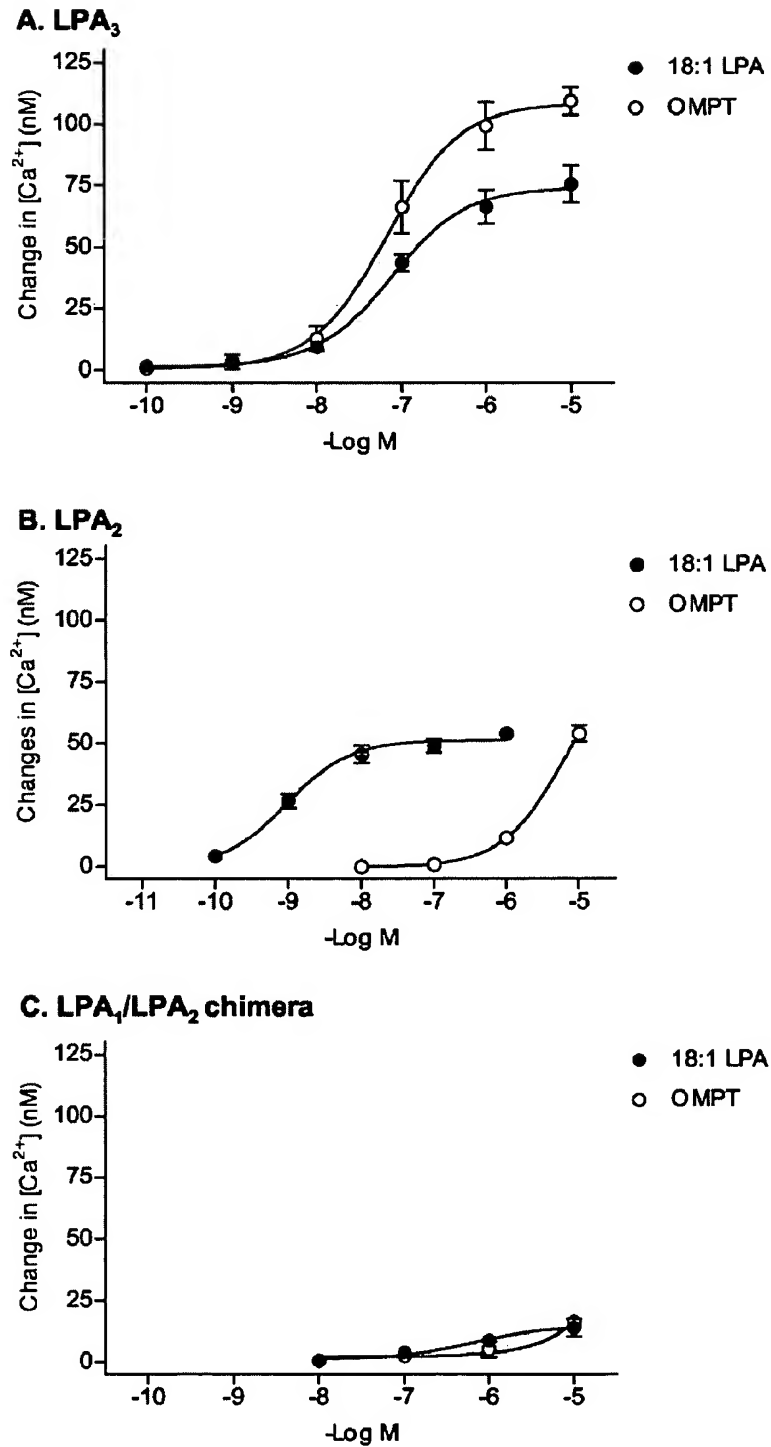 A. LPA₃
Change in [Ca²⁺] (nM)
125
100
75
50
25
0
-10 -9 -8 -7 -6 -5
-Log M
18:1 LPA
OMPT
B. LPA₂
Changes in [Ca²⁺] (nM)
125
100
75
50
25
0
-11 -10 -9 -8 -7 -6 -5
-Log M
18:1 LPA
OMPT
C. LPA₁/LPA₂ chimera
Change in [Ca²⁺] (nM)
125
100
75
50
25
0
-10 -9 -8 -7 -6 -5
-Log M
18:1 LPA
OMPT